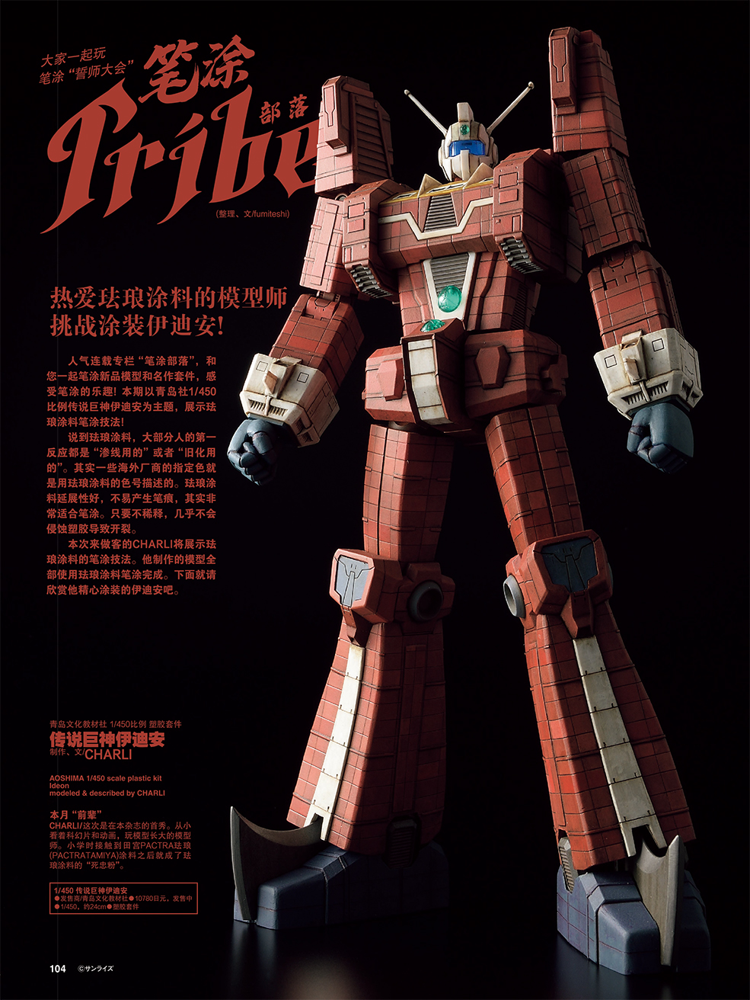 大家一起玩
笔涂“誓师大会”
笔涂
Tribe
部落
(整理、文/fumiteshi)
热爱珐琅涂料的模型师
挑战涂装伊迪安!
人气连载专栏“笔涂部落”，和
您一起笔涂新品模型和名作套件，感
受笔涂的乐趣! 本期以青岛社1/450
比例传说巨神伊迪安为主题，展示珐
琅涂料笔涂技法!
说到珐琅涂料，大部分人的第一
反应都是“渗线用的”或者“旧化用
的”。其实一些海外厂商的指定色就
是用珐琅涂料的色号描述的。珐琅涂
料延展性好，不易产生笔痕，其实非
常适合笔涂。只要不稀释，几乎不会
侵蚀塑胶导致开裂。
本次来做客的CHARLI将展示珐
琅涂料的笔涂技法。他制作的模型全
部使用珐琅涂料笔涂完成。下面就请
欣赏他精心涂装的伊迪安吧。
青岛文化教材社 1/450比例 塑胶套件
传说巨神伊迪安
制作、文/CHARLI
AOSHIMA 1/450 scale plastic kit
Ideon
modeled & described by CHARLI
本月“前辈”
CHARLI/这次是在本杂志的首秀。从小
看着科幻片和动画，玩模型长大的模型
师。小学时接触到田宫PACTRA珐琅
(PACTRATAMIYA)涂料之后就成了珐
琅涂料的“死忠粉”。
1/450 传说巨神伊迪安
●发售商/青岛文化教材社●10780日元，发售中
●1/450，约24cm●塑胶套件
104 ©サンライズ